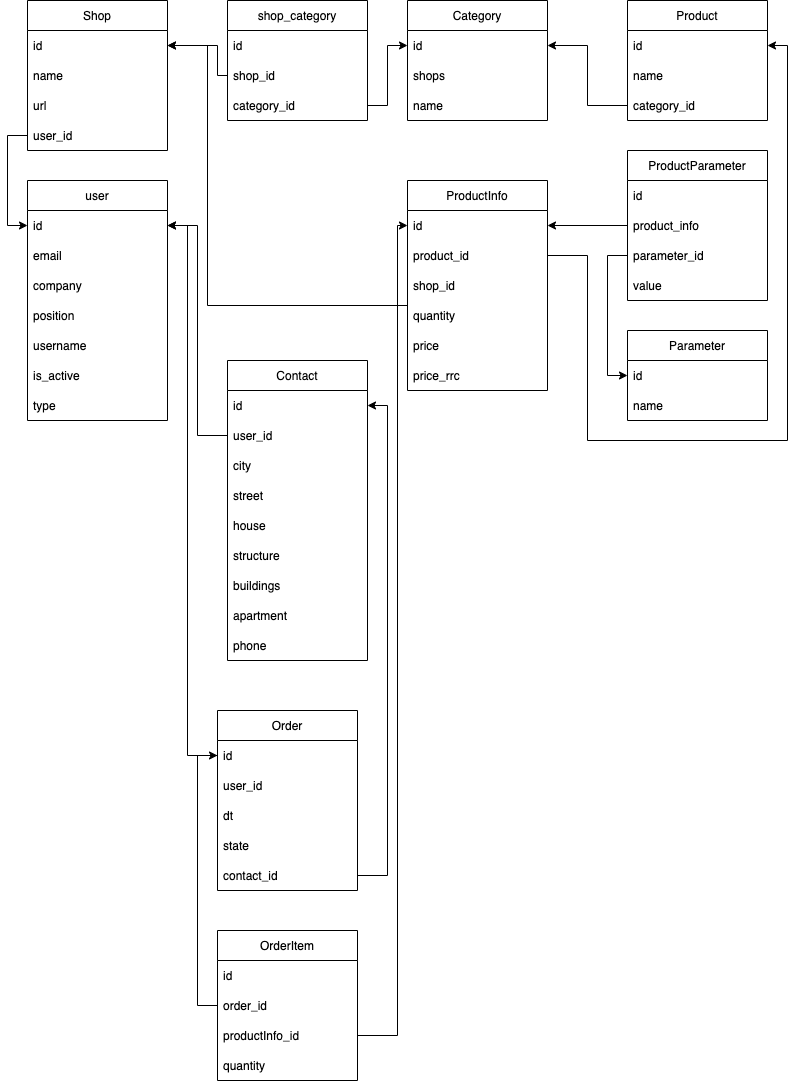 Shop
id
name
url
user_id
shop_category
id
shop_id
category_id
Category
id
shops
name
Product
id
name
category_id
user
id
email
company
position
username
is_active
type
ProductInfo
id
product_id
shop_id
quantity
price
price_rrc
ProductParameter
id
product_info
parameter_id
value
Parameter
id
name
Contact
id
user_id
city
street
house
structure
buildings
apartment
phone
Order
id
user_id
dt
state
contact_id
OrderItem
id
order_id
productInfo_id
quantity